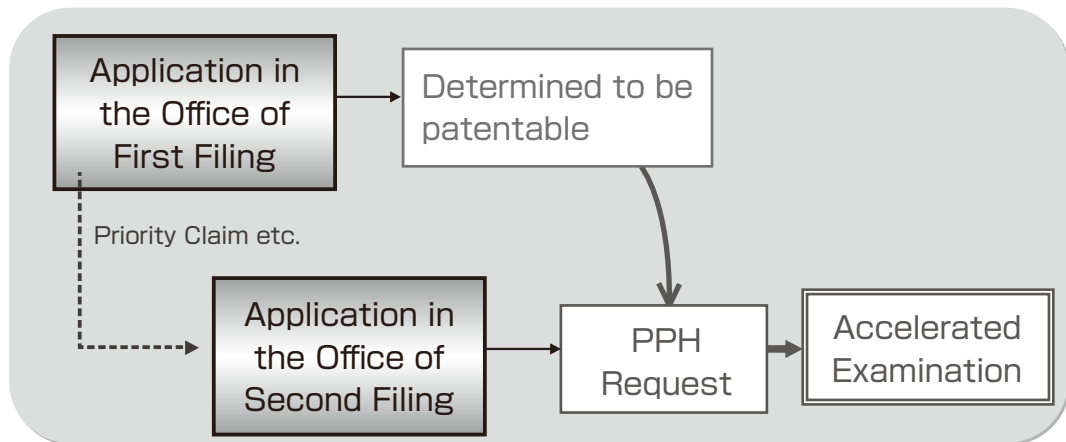 Application in
the Office of
First Filing
Determined to be
patentable
Priority Claim etc.
Application in
the Office of
Second Filing
PPH
Request
Accelerated
Examination